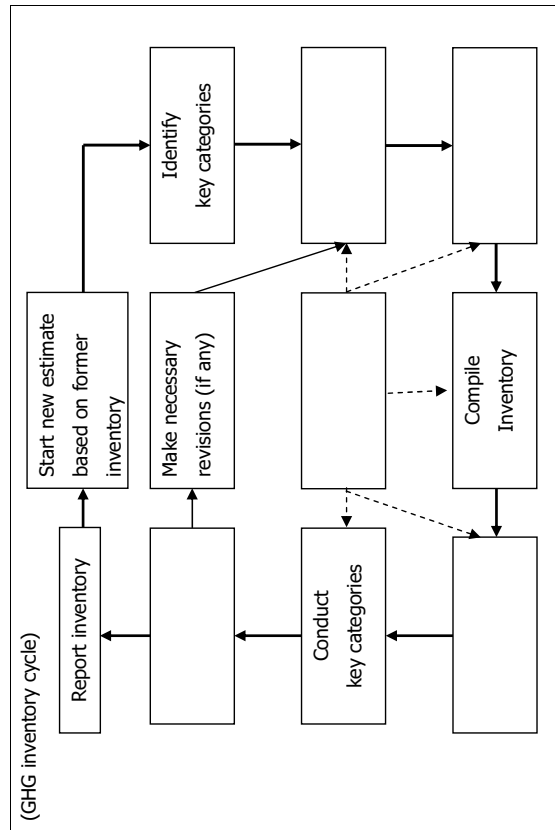 (GHG inventory cycle)
Report inventory
Start new estimate
based on former
inventory
Make necessary
revisions (if any)
Identify
key categories
Conduct
key categories
Compile
Inventory